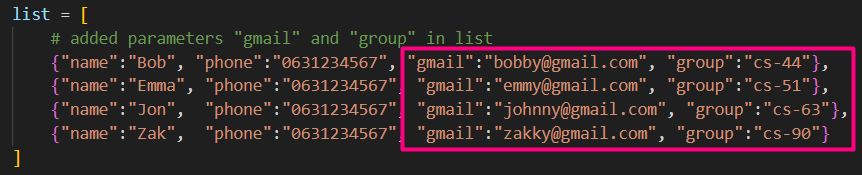 list = [
# added parameters "gmail" and "group" in list
{"name":"Bob", "phone":"0631234567", "gmail":"bobby@gmail.com", "group":"cs-44"},
{"name":"Emma", "phone":"0631234567", "gmail":"emmy@gmail.com", "group":"cs-51"},
{"name":"Jon", "phone":"0631234567", "gmail":"johnny@gmail.com", "group":"cs-63"},
{"name":"Zak", "phone":"0631234567", "gmail":"zakky@gmail.com", "group":"cs-90"}
]